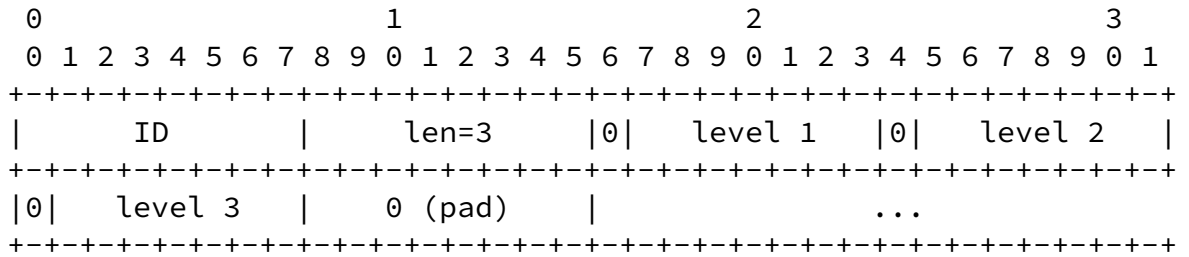 0                   1                   2                   3
 0 1 2 3 4 5 6 7 8 9 0 1 2 3 4 5 6 7 8 9 0 1 2 3 4 5 6 7 8 9 0 1
+-+-+-+-+-+-+-+-+-+-+-+-+-+-+-+-+-+-+-+-+-+-+-+-+-+-+-+-+-+-+-+-+
|      ID       |     len=3     |0|   level 1   |0|   level 2   |
+-+-+-+-+-+-+-+-+-+-+-+-+-+-+-+-+-+-+-+-+-+-+-+-+-+-+-+-+-+-+-+-+
|0|   level 3   |    0 (pad)    |               ...
+-+-+-+-+-+-+-+-+-+-+-+-+-+-+-+-+-+-+-+-+-+-+-+-+-+-+-+-+-+-+-+-+